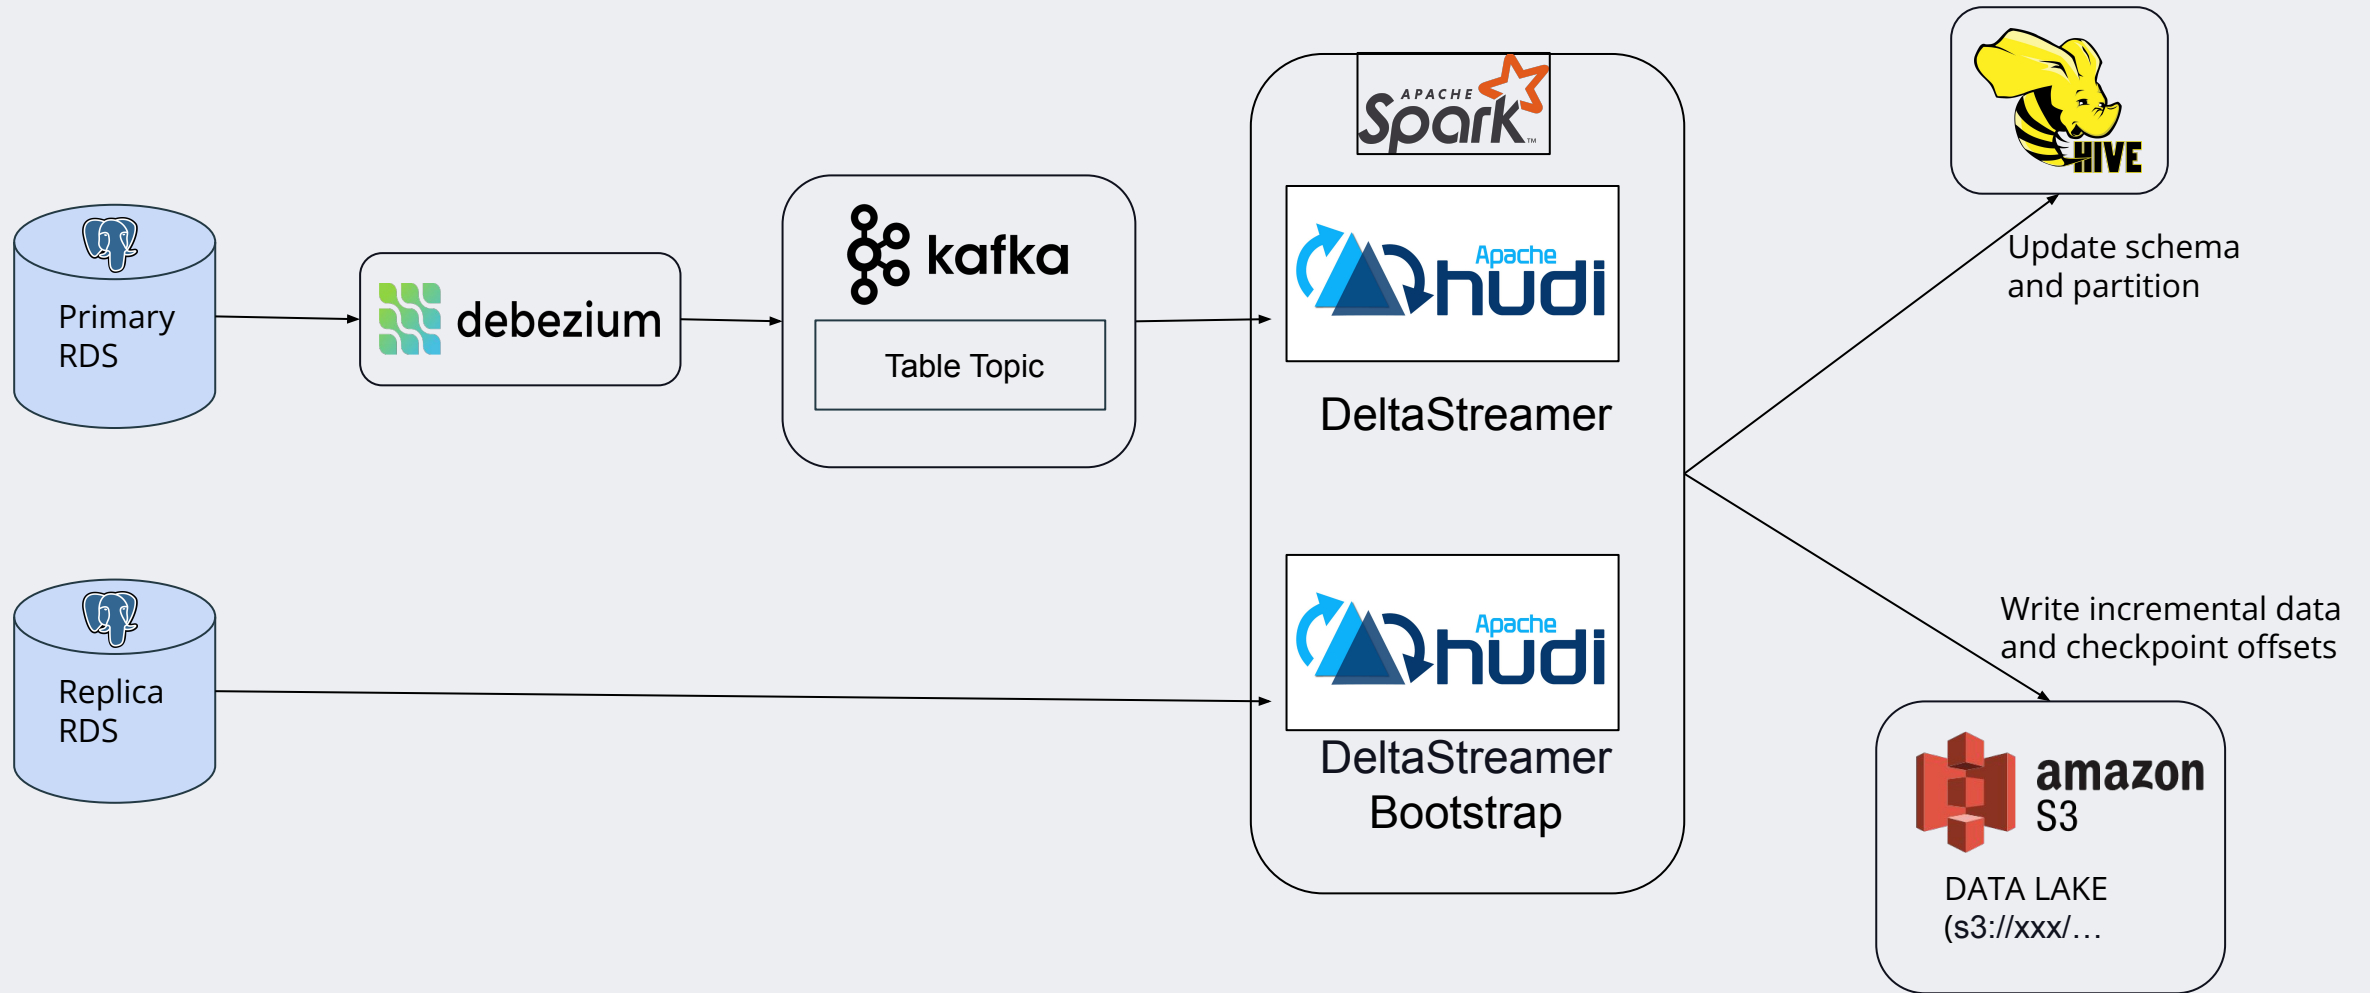 Primary
RDS
debezium
kafka
Table Topic
APACHE
Spark™
Apache
hudi
DeltaStreamer
HIVE
Update schema
and partition
Replica
RDS
Apache
hudi
DeltaStreamer
Bootstrap
Write incremental data
and checkpoint offsets
amazon
S3
DATA LAKE
(s3://xxx/…